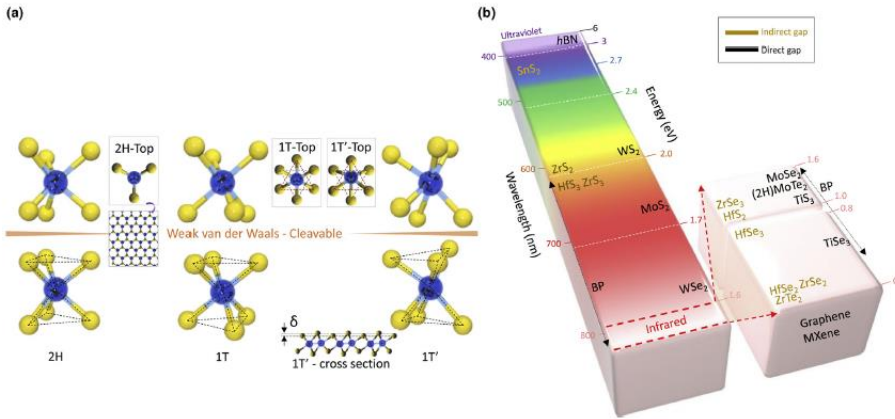 (a)
2H-Top
1T-Top
1T′-Top
Weak van der Waals - Cleavable
2H
1T
δ
1T′ - cross section
1T′
(b)
Indirect gap
Direct gap
Ultraviolet
hBN
6
3
400
SnS2
2.7
500
2.4
Energy (eV)
WS2
2.0
600
ZrS2
HfS3 ZrS3
Wavelength (nm)
MoS2
1.7
700
BP
WSe2
1.6
Infrared
800
1.6
MoSe2
(2H)MoTe2
BP
TiS3
1.0
0.8
ZrSe3
HfS2
HfSe3
TiSe3
HfSe2 ZrSe2
ZrTe2
Graphene
MXene